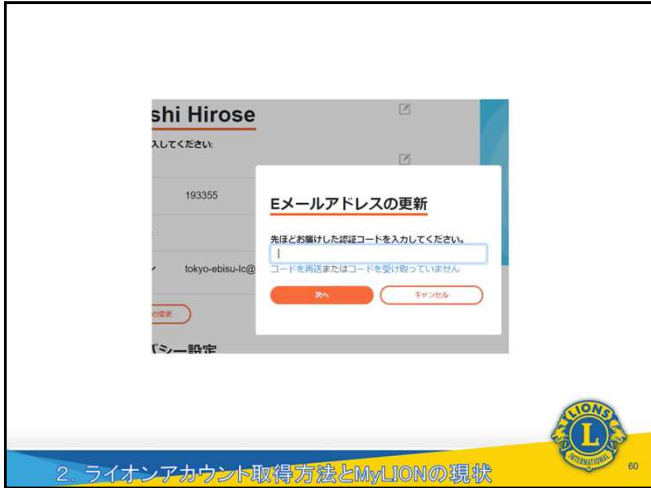 shi Hirose
入してください:
193355
tokyo-ebisu-lc@
の変更
バシー設定
Eメールアドレスの更新
先ほどお届けした認証コードを入力してください。
コードを再送またはコードを受け取っていません
次へ
キャンセル
LIONS
L
INTERNATIONAL
2. ライオンアカウント取得方法とMyLIONの現状
60